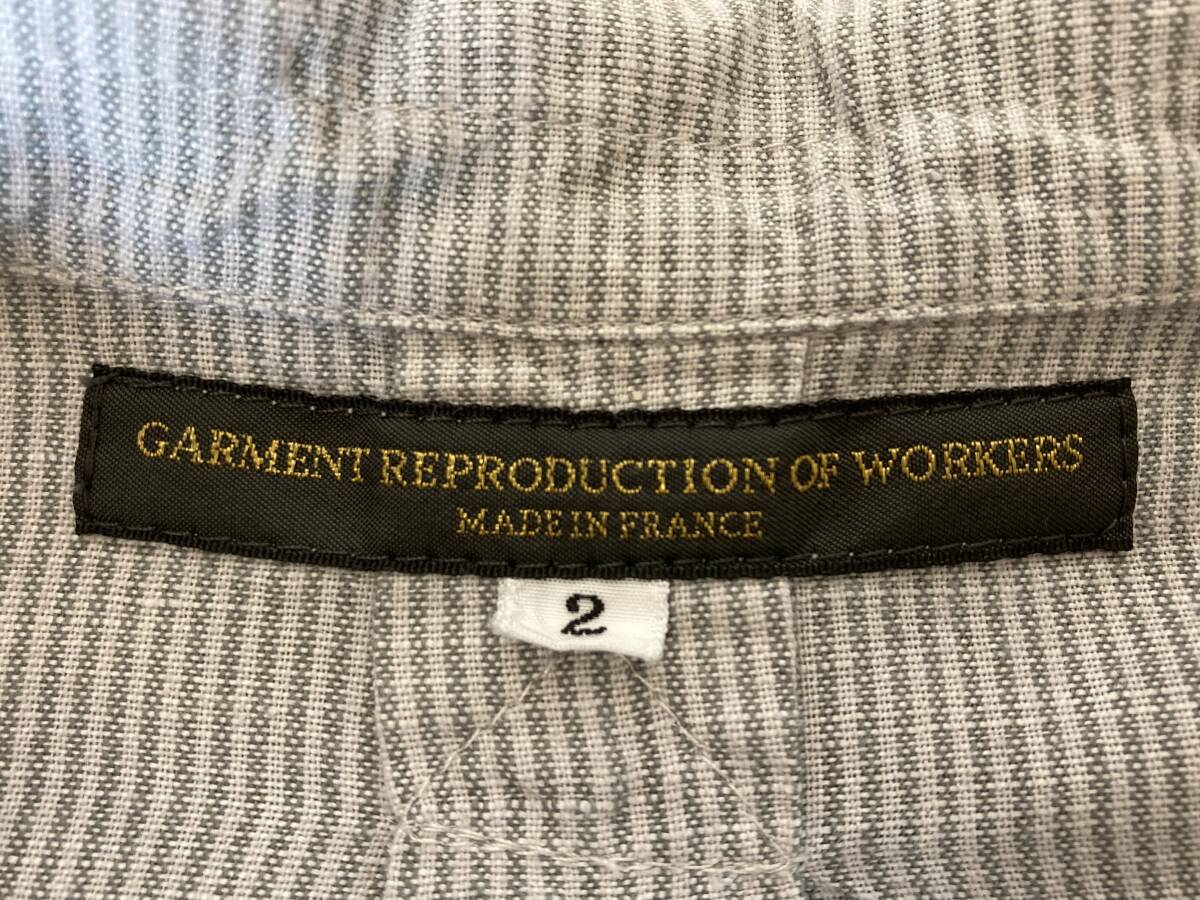 GARMENT REPRODUCTION OF WORKERS
MADE IN FRANCE
2